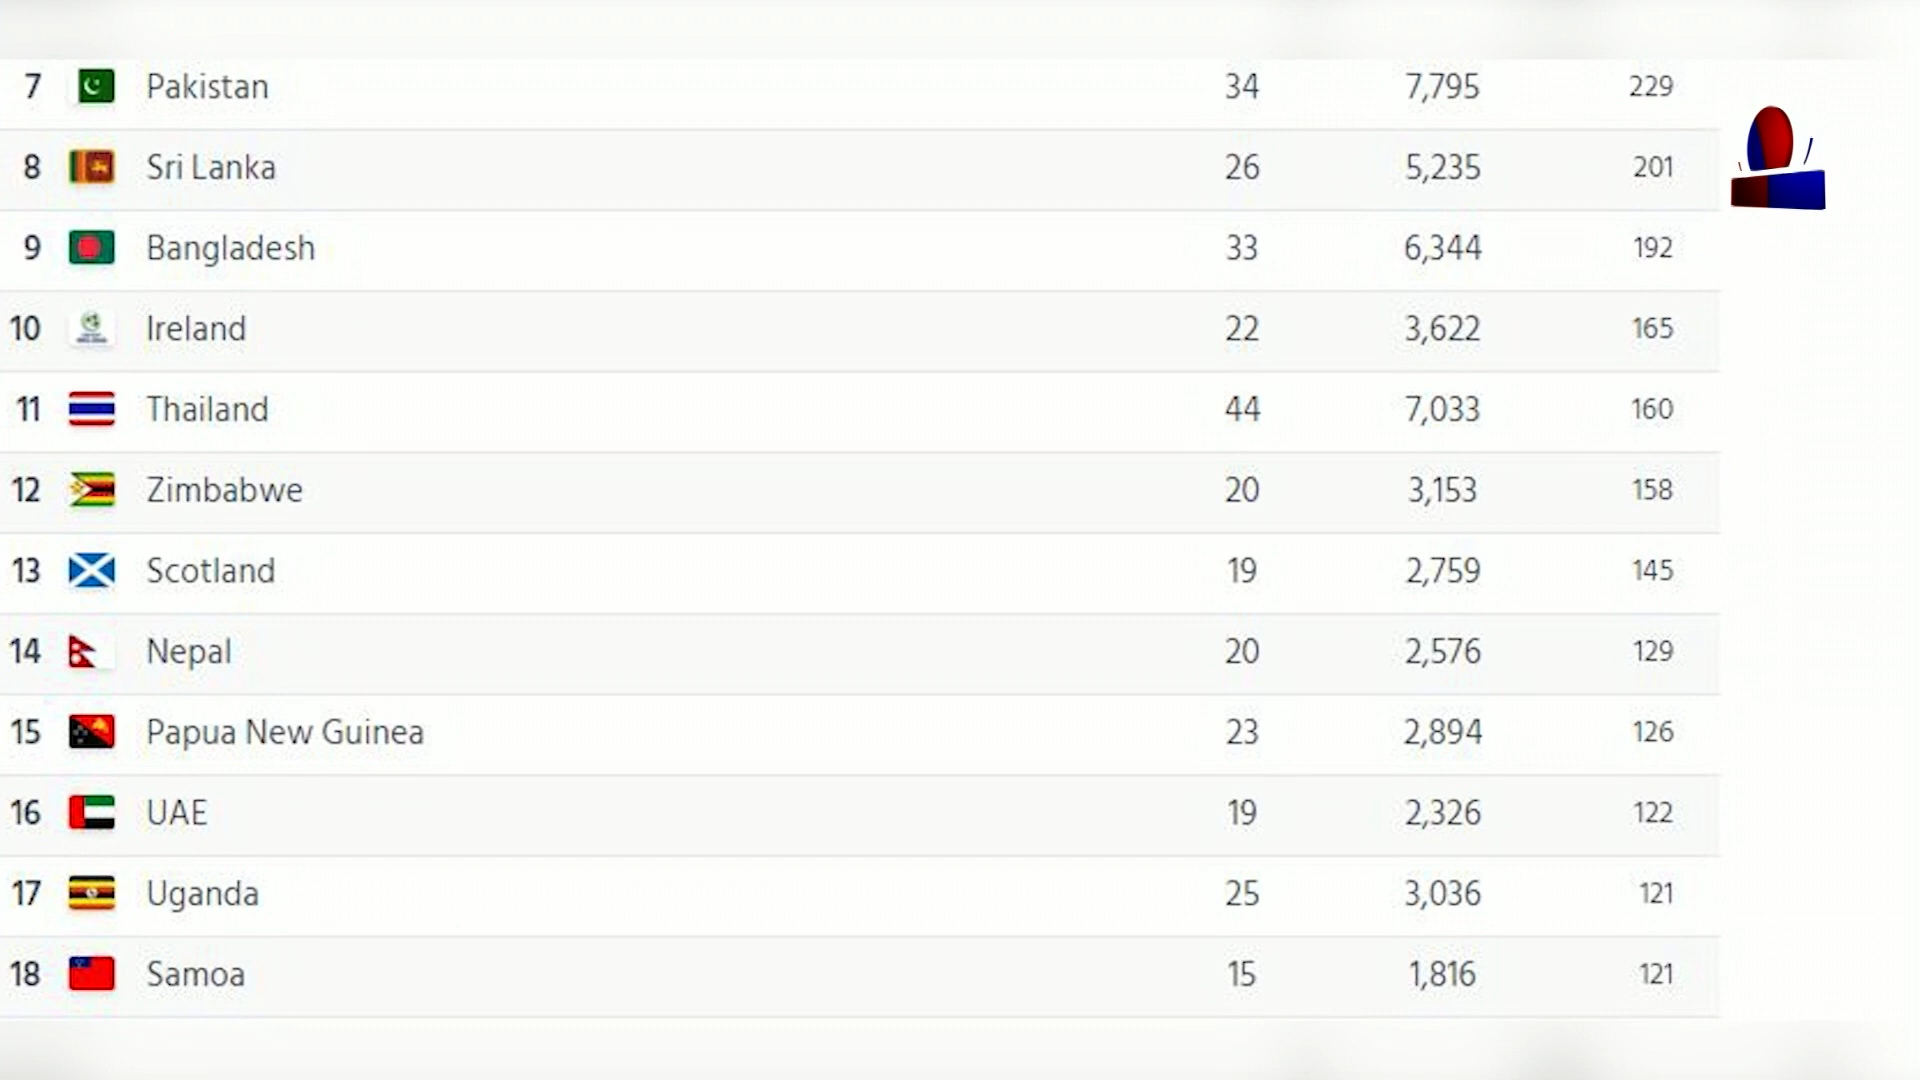 7 Pakistan 34 7,795 229
8 Sri Lanka 26 5,235 201
9 Bangladesh 33 6,344 192
10 Ireland 22 3,622 165
11 Thailand 44 7,033 160
12 Zimbabwe 20 3,153 158
13 Scotland 19 2,759 145
14 Nepal 20 2,576 129
15 Papua New Guinea 23 2,894 126
16 UAE 19 2,326 122
17 Uganda 25 3,036 121
18 Samoa 15 1,816 121